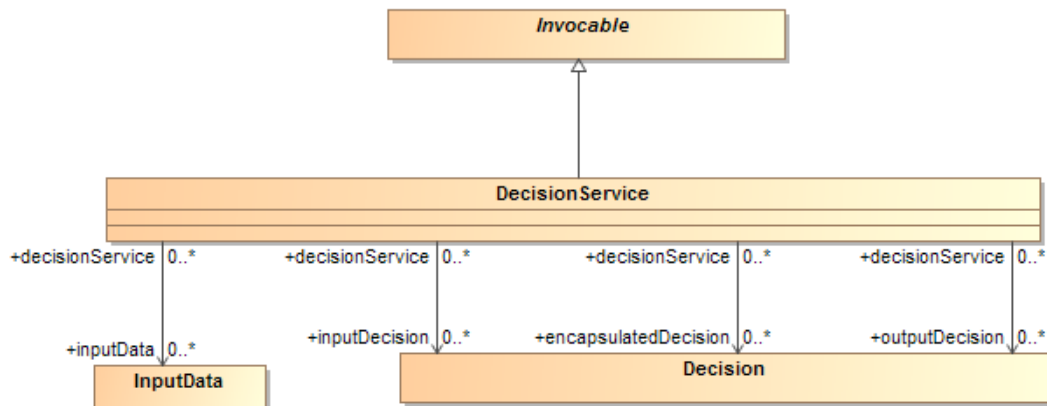 Invocable
DecisionService
+decisionService 0..* +decisionService 0..* +decisionService 0..* +decisionService 0..*
+inputData 0..* +inputDecision 0..* +encapsulatedDecision 0..* +outputDecision 0..*
InputData Decision